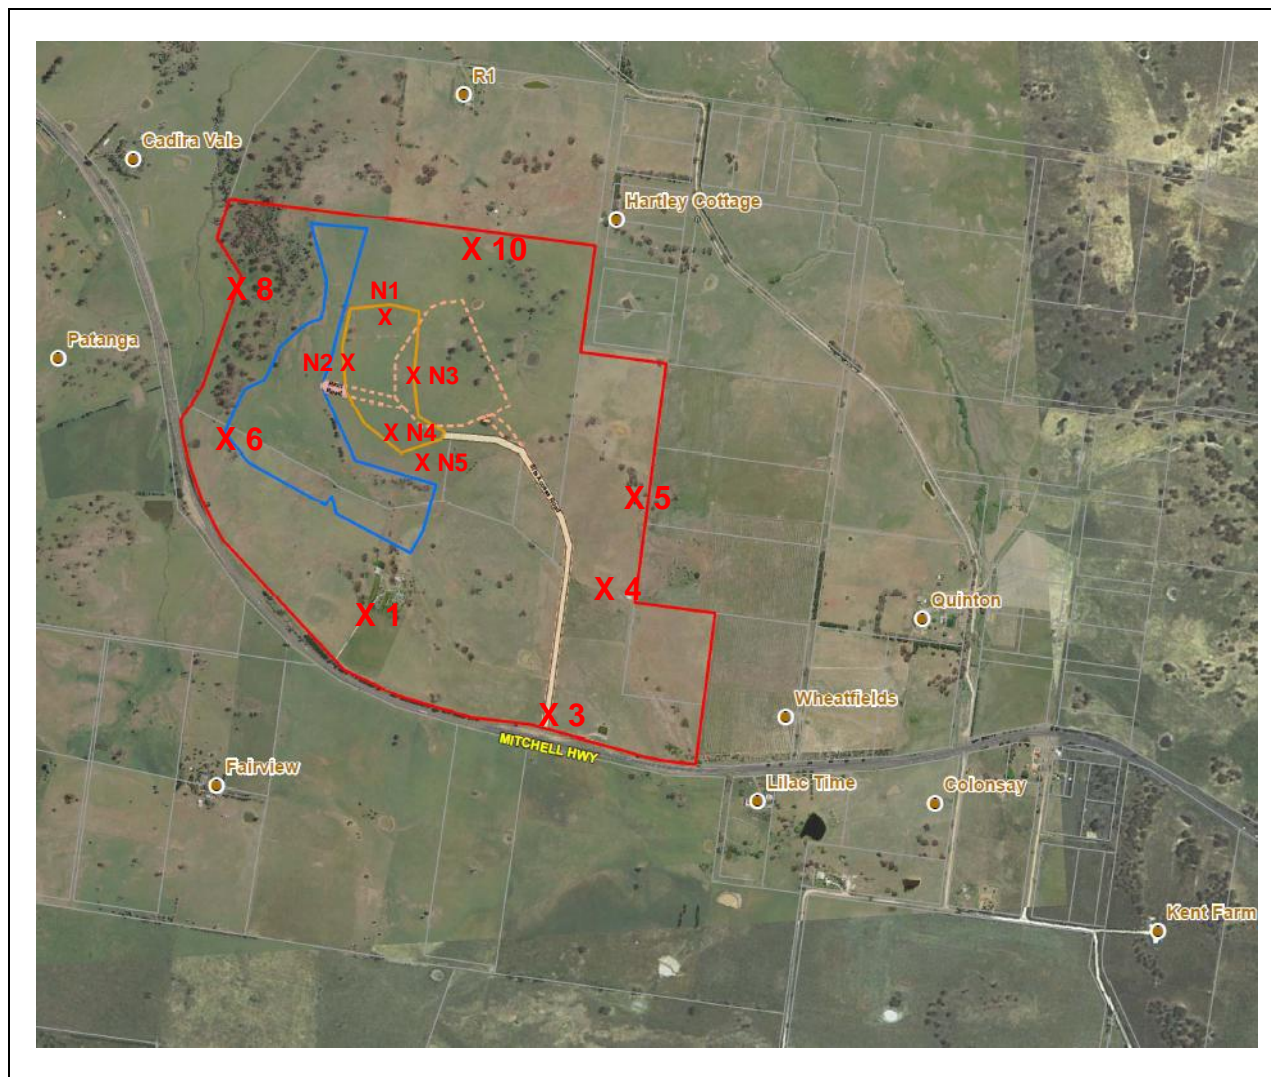 R1
Cadira Vale
Hartley Cottage
X 10
X 8
N1
X
Patanga
N2 X
X N3
X N4
X 6
X N5
X 5
X 4
Quinton
X 1
X 3
Wheatfields
MITCHELL HWY
Fairview
Lilac Time
Colonsay
Kent Farm